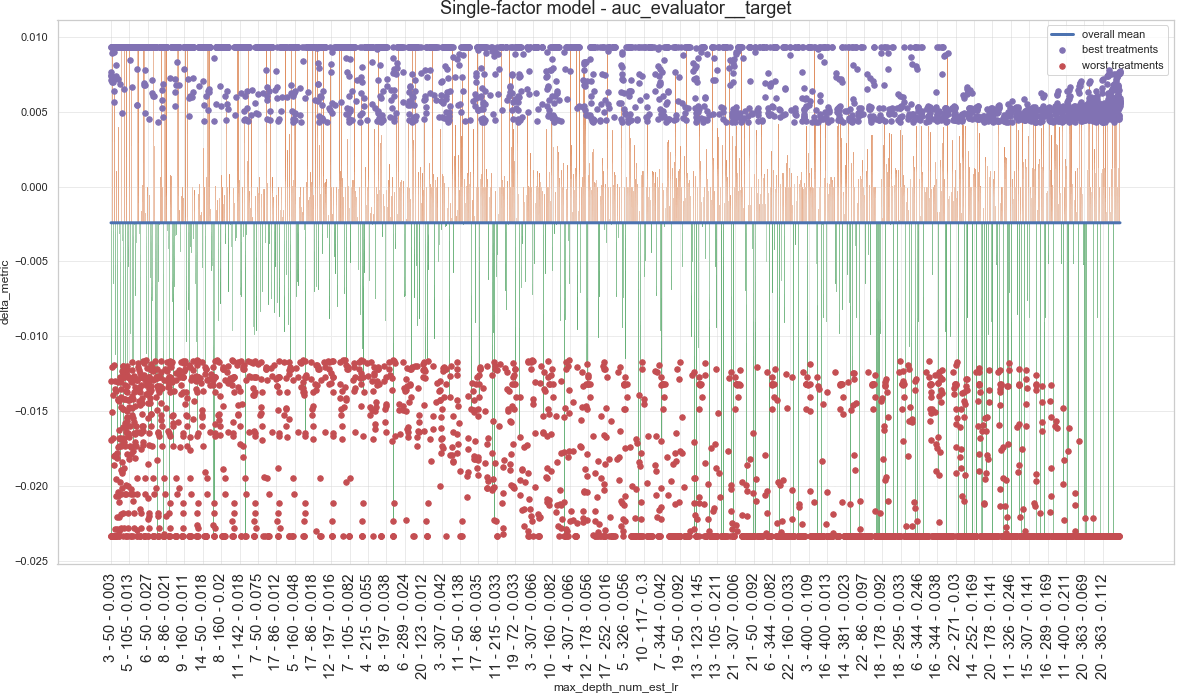 Single-factor model - auc_evaluator__target
overall mean
best treatments
worst treatments
delta_metric
0.010
0.005
0.000
−0.005
−0.010
−0.015
−0.020
−0.025
3 - 50 - 0.003
5 - 105 - 0.013
6 - 50 - 0.027
8 - 86 - 0.021
9 - 160 - 0.011
14 - 50 - 0.018
8 - 160 - 0.02
11 - 142 - 0.018
7 - 50 - 0.075
12 - 86 - 0.012
5 - 160 - 0.048
17 - 86 - 0.018
12 - 197 - 0.016
7 - 105 - 0.082
4 - 215 - 0.055
8 - 197 - 0.038
6 - 289 - 0.024
20 - 123 - 0.012
3 - 307 - 0.042
11 - 50 - 0.138
17 - 86 - 0.035
11 - 215 - 0.033
19 - 72 - 0.033
3 - 307 - 0.066
10 - 160 - 0.082
4 - 307 - 0.066
12 - 178 - 0.056
17 - 252 - 0.016
5 - 326 - 0.056
10 - 117 - 0.3
7 - 344 - 0.042
19 - 50 - 0.092
13 - 123 - 0.145
13 - 105 - 0.211
21 - 307 - 0.006
21 - 50 - 0.092
6 - 344 - 0.082
22 - 160 - 0.033
3 - 400 - 0.109
16 - 400 - 0.013
14 - 381 - 0.023
22 - 86 - 0.097
18 - 178 - 0.092
18 - 295 - 0.033
6 - 344 - 0.246
16 - 344 - 0.038
22 - 271 - 0.03
14 - 252 - 0.169
20 - 178 - 0.141
11 - 326 - 0.246
15 - 307 - 0.141
16 - 289 - 0.169
11 - 400 - 0.211
20 - 363 - 0.069
20 - 363 - 0.112
max_depth_num_est_lr